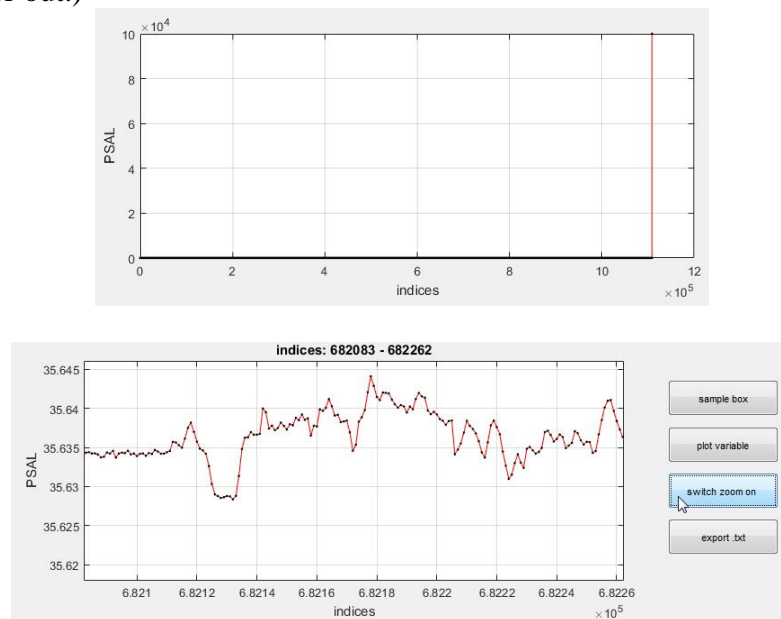 ×10⁴
10
8
6
4
2
0
PSAL
0 2 4 6 8 10 12
indices
×10⁵
indices: 682083 - 682262
35.645
35.64
35.635
35.63
35.625
35.62
PSAL
6.821 6.8212 6.8214 6.8216 6.8218 6.822 6.8222 6.8224 6.8226
indices
×10⁵
sample box
plot variable
switch zoom on
export .txt